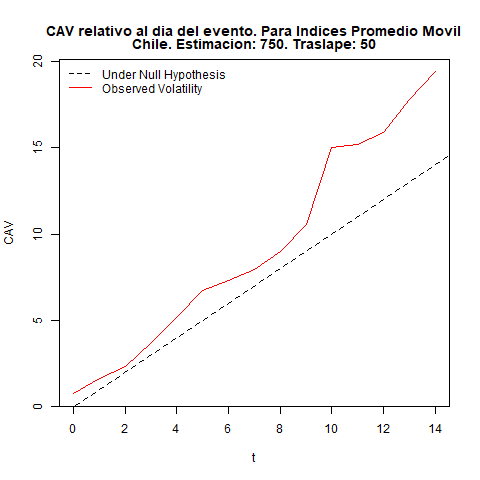 CAV relativo al dia del evento. Para Indices Promedio Movil
Chile. Estimacion: 750. Traslape: 50
Under Null Hypothesis
Observed Volatility
20
15
10
5
0
CAV
0 2 4 6 8 10 12 14
t